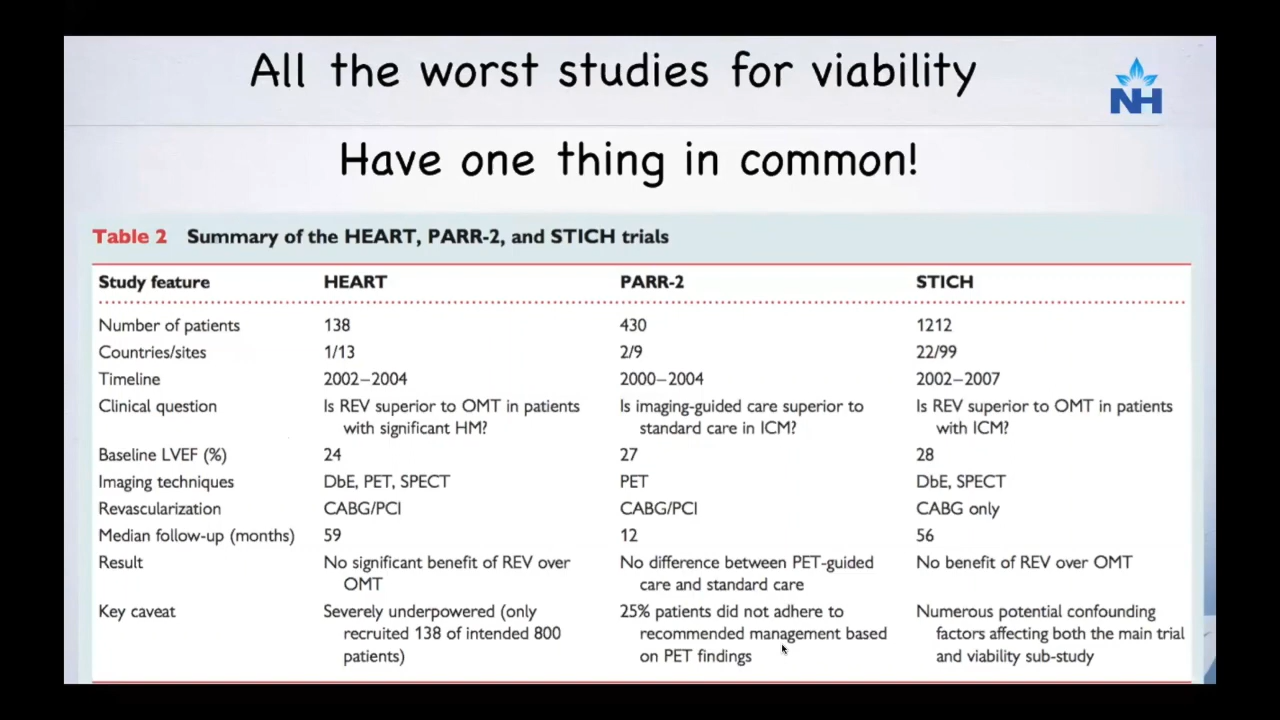 All the worst studies for viability
NH
Have one thing in common!
Table 2 Summary of the HEART, PARR-2, and STICH trials
Study feature HEART PARR-2 STICH
Number of patients 138 430 1212
Countries/sites 1/13 2/9 22/99
Timeline 2002–2004 2000–2004 2002–2007
Clinical question Is REV superior to OMT in patients Is imaging-guided care superior to Is REV superior to OMT in patients
with significant HM? standard care in ICM? with ICM?
Baseline LVEF (%) 24 27 28
Imaging techniques DbE, PET, SPECT PET DbE, SPECT
Revascularization CABG/PCI CABG/PCI CABG only
Median follow-up (months) 59 12 56
Result No significant benefit of REV over No difference between PET-guided No benefit of REV over OMT
OMT care and standard care
Key caveat Severely underpowered (only 25% patients did not adhere to Numerous potential confounding
recruited 138 of intended 800 recommended management based factors affecting both the main trial
patients) on PET findings and viability sub-study